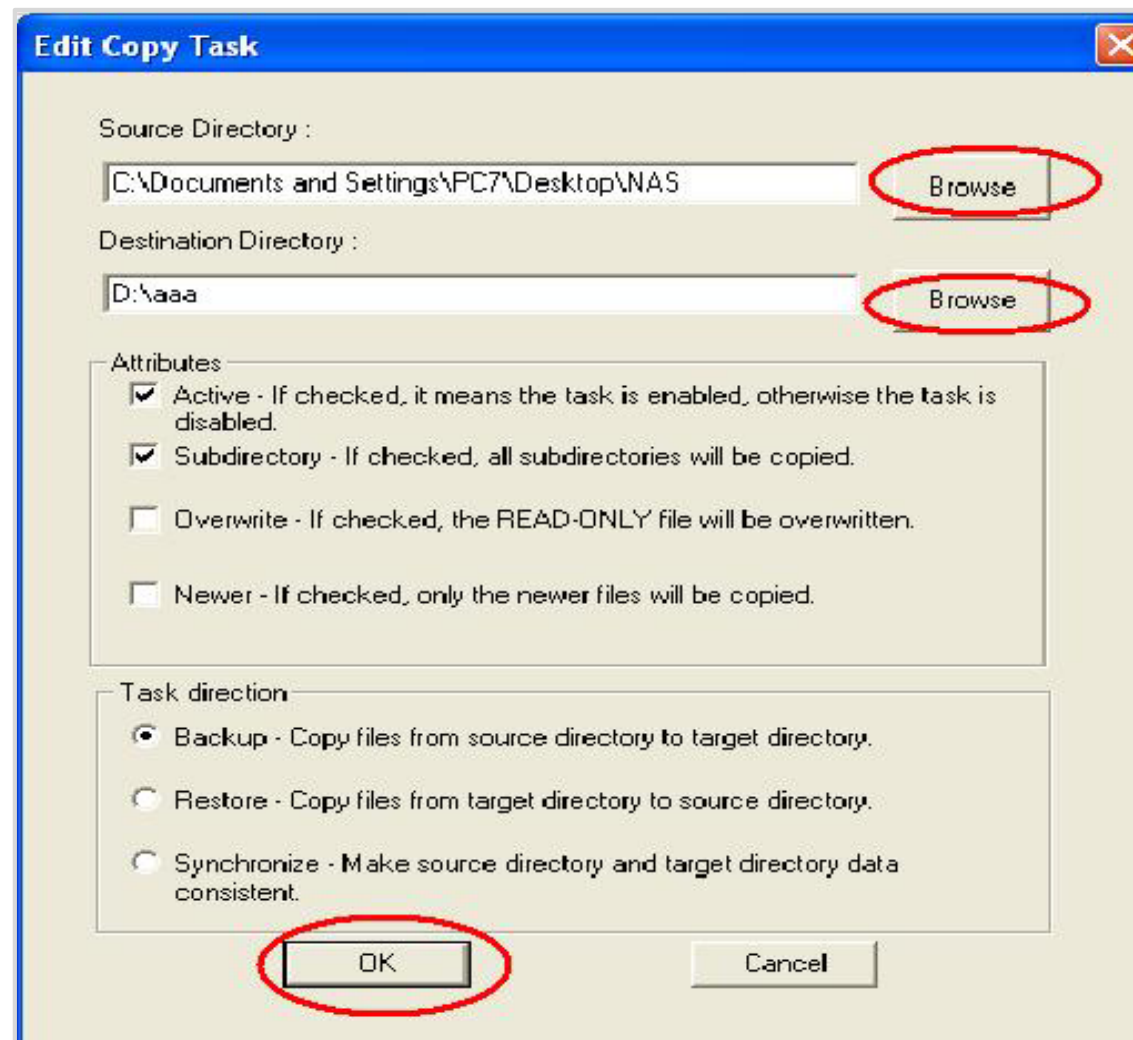 Edit Copy Task
Source Directory :
C:\Documents and Settings\PC7\Desktop\NAS
Browse
Destination Directory :
D:\aaa
Browse
Attributes
Active - If checked, it means the task is enabled, otherwise the task is
disabled.
Subdirectory - If checked, all subdirectories will be copied.
Overwrite - If checked, the READ-ONLY file will be overwritten.
Newer - If checked, only the newer files will be copied.
Task direction
Backup - Copy files from source directory to target directory.
Restore - Copy files from target directory to source directory.
Synchronize - Make source directory and target directory data
consistent.
OK
Cancel